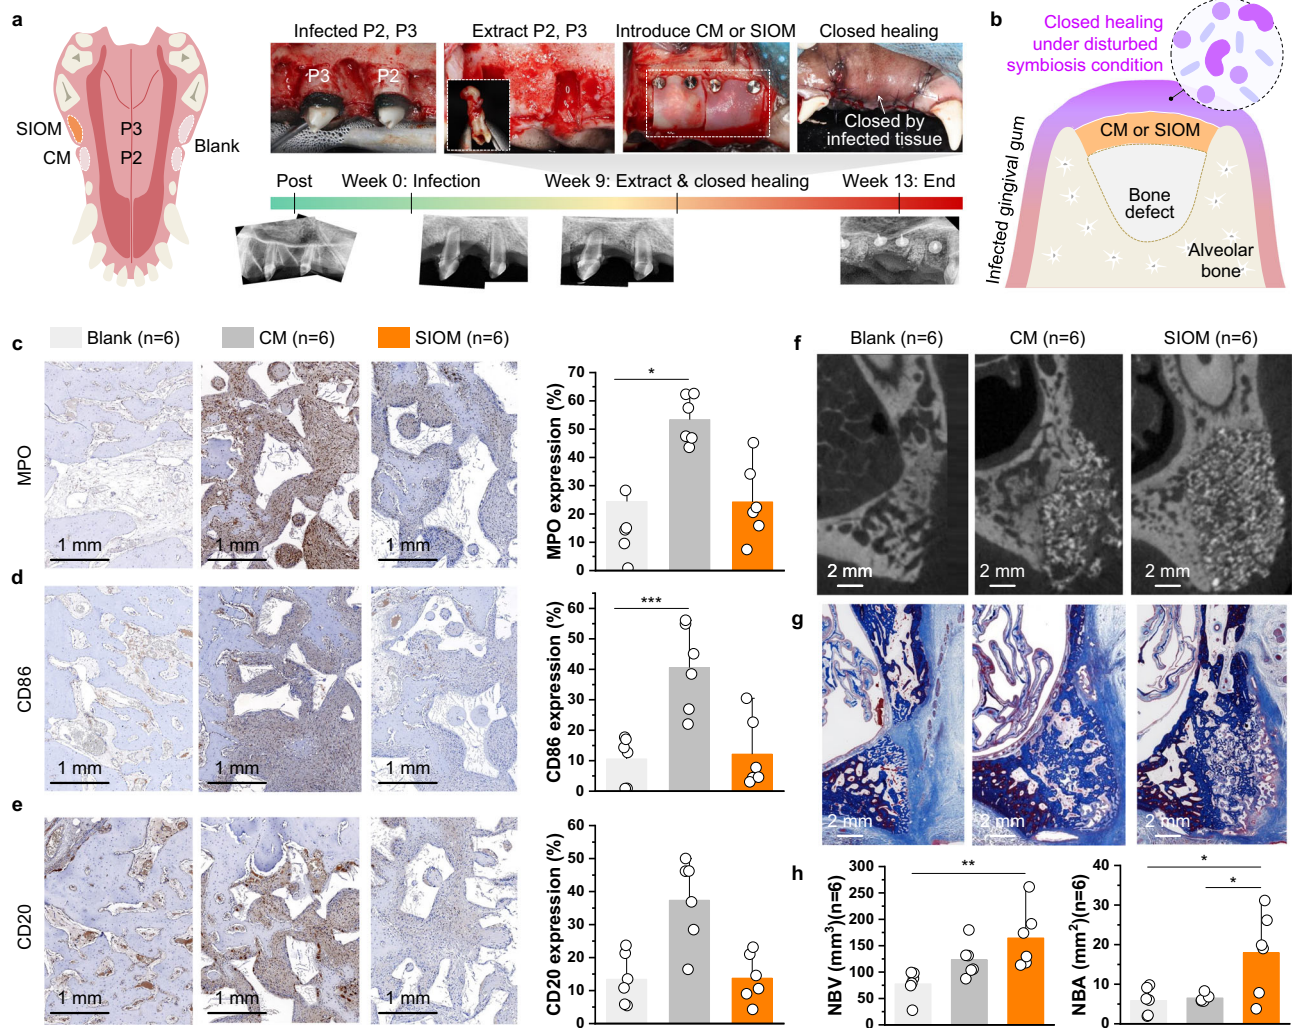 a
Infected P2, P3
Extract P2, P3
Introduce CM or SIOM
Closed healing
P3
P2
Closed by
infected tissue
SIOM
CM
P3
P2
Blank
Post
Week 0: Infection
Week 9: Extract & closed healing
Week 13: End
b
Closed healing
under disturbed
symbiosis condition
CM or SIOM
Bone
defect
Alveolar
bone
Infected gingival gum
Blank (n=6)
CM (n=6)
SIOM (n=6)
c
MPO
1 mm
1 mm
1 mm
MPO expression (%)
70
60
50
40
30
20
10
0
*
d
CD86
1 mm
1 mm
1 mm
CD86 expression (%)
60
50
40
30
20
10
0
***
e
CD20
1 mm
1 mm
1 mm
CD20 expression (%)
60
50
40
30
20
10
0
f
Blank (n=6)
CM (n=6)
SIOM (n=6)
2 mm
2 mm
2 mm
g
2 mm
2 mm
2 mm
h
NBV (mm³)(n=6)
300
250
200
150
100
50
0
**
NBA (mm²)(n=6)
40
30
20
10
0
*
*